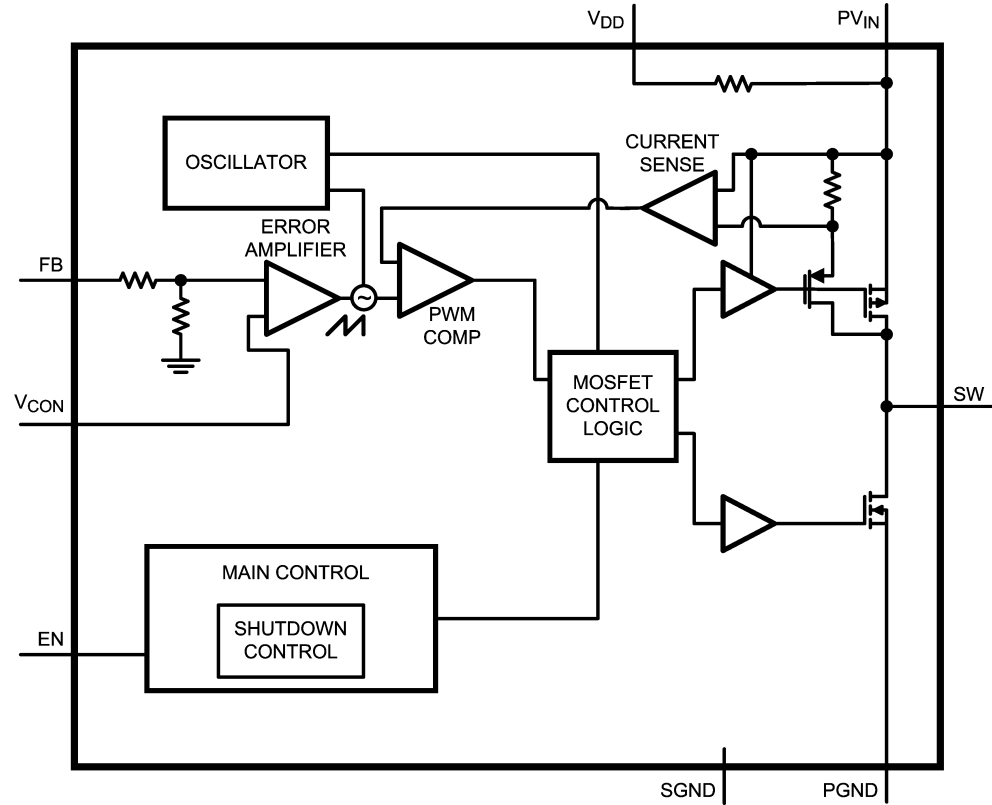 VDD
PVIN
CURRENT
SENSE
OSCILLATOR
ERROR
AMPLIFIER
FB
~
PWM
COMP
MOSFET
CONTROL
LOGIC
VCON
SW
MAIN CONTROL
SHUTDOWN
CONTROL
EN
SGND
PGND